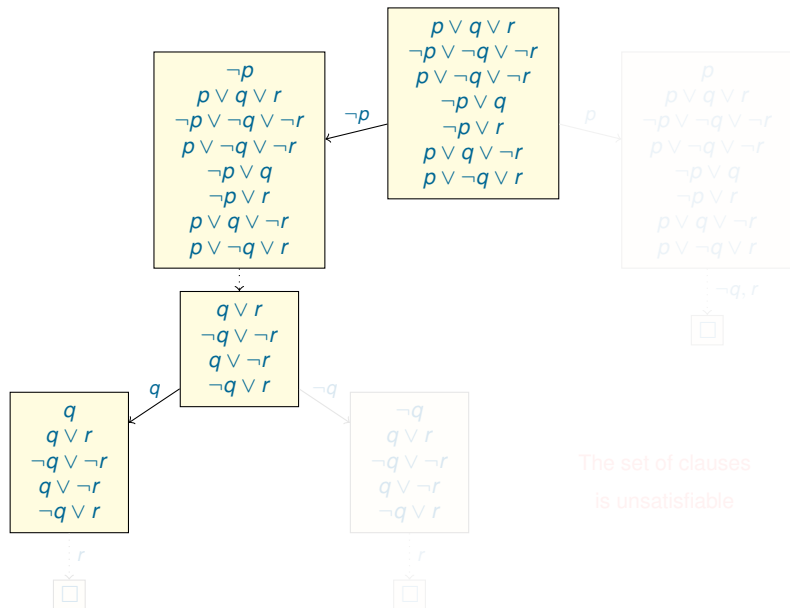 p ∨ q ∨ r
¬p ∨ ¬q ∨ ¬r
p ∨ ¬q ∨ ¬r
¬p ∨ q
¬p ∨ r
p ∨ q ∨ ¬r
p ∨ ¬q ∨ r
¬p
¬p
p ∨ q ∨ r
¬p ∨ ¬q ∨ ¬r
p ∨ ¬q ∨ ¬r
¬p ∨ q
¬p ∨ r
p ∨ q ∨ ¬r
p ∨ ¬q ∨ r
p
p
p ∨ q ∨ r
¬p ∨ ¬q ∨ ¬r
p ∨ ¬q ∨ ¬r
¬p ∨ q
¬p ∨ r
p ∨ q ∨ ¬r
p ∨ ¬q ∨ r
¬q, r
□
q ∨ r
¬q ∨ ¬r
q ∨ ¬r
¬q ∨ r
q
q
q ∨ r
¬q ∨ ¬r
q ∨ ¬r
¬q ∨ r
r
□
¬q
¬q
q ∨ r
¬q ∨ ¬r
q ∨ ¬r
¬q ∨ r
r
□
The set of clauses
is unsatisfiable